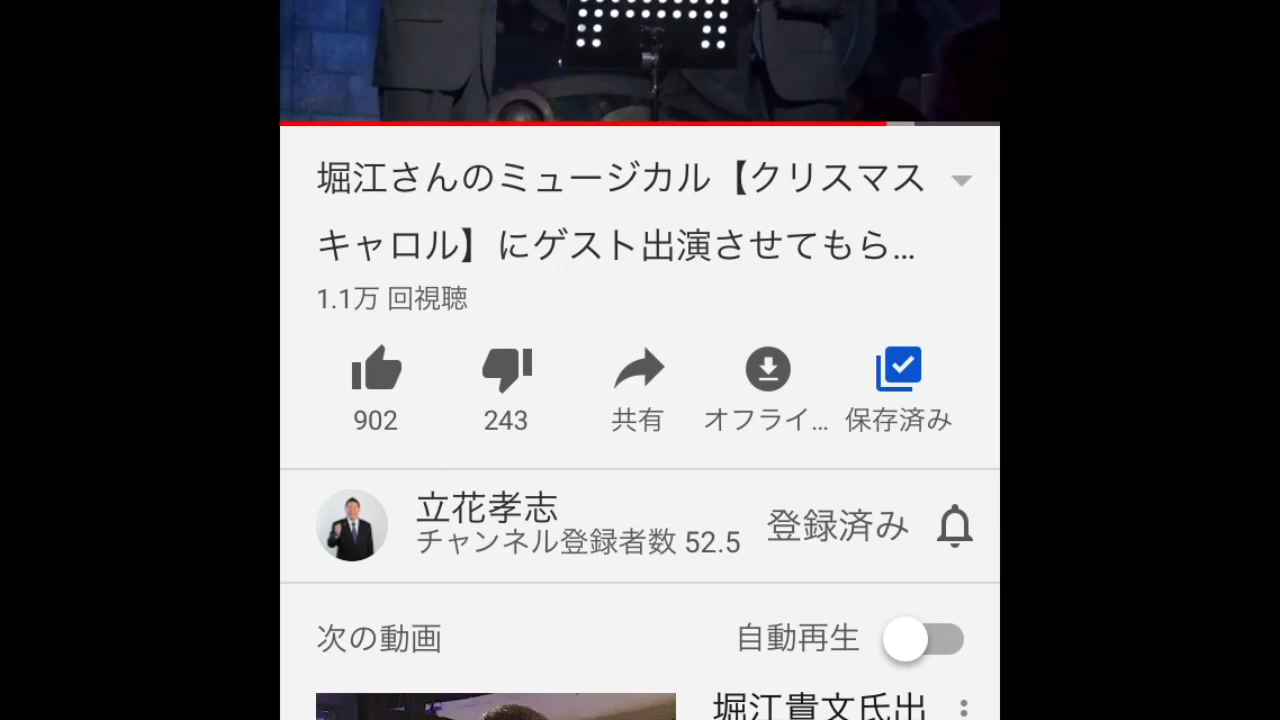 堀江さんのミュージカル【クリスマス
キャロル】にゲスト出演させてもら...
1.1万 回視聴
902
243
共有
オフライ...
保存済み
立花孝志
チャンネル登録者数 52.5
登録済み
次の動画
自動再生
堀江貴文氏出